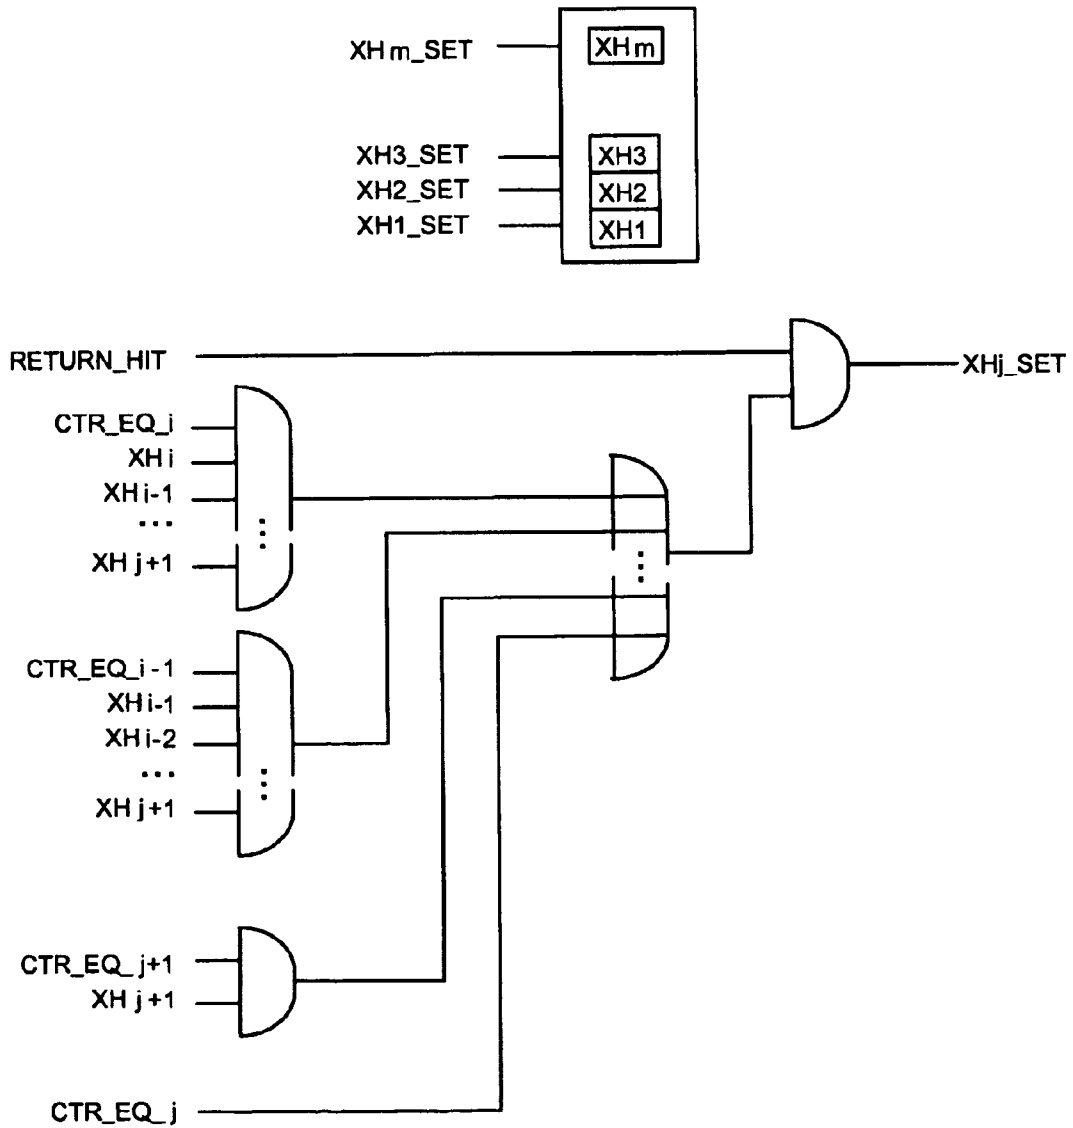 XHm_SET
XHm
XH3_SET
XH3
XH2_SET
XH2
XH1_SET
XH1
RETURN_HIT
XHj_SET
CTR_EQ_i
XHi
XHi-1
...
XHj+1
CTR_EQ_i-1
XHi-1
XHi-2
...
XHj+1
CTR_EQ_j+1
XHj+1
CTR_EQ_j